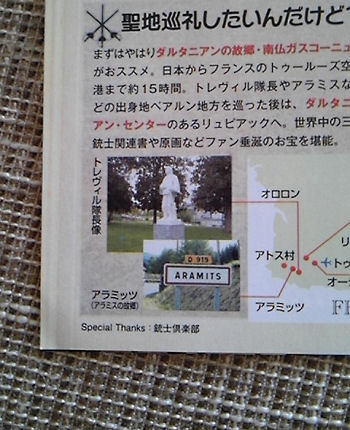 聖地巡礼したいんだけど
まずはやはりダルタニアンの故郷・南仏ガスコーニュ
がおススメ。日本からフランスのトゥールーズ空
港まで約15時間。トレヴィル隊長やアラミスな
どの出身地ベアルン地方を巡った後は、ダルタニ
アン・センターのあるリュピアックへ。世界中の三
銃士関連書や原画などファン垂涎のお宝を堪能。
トレヴィル隊長像
D 919
ARAMITS
アラミッツ
(アラミスの故郷)
オロロン
アトス村
アラミッツ
リ
トゥ
オー
F
Special Thanks：銃士倶楽部